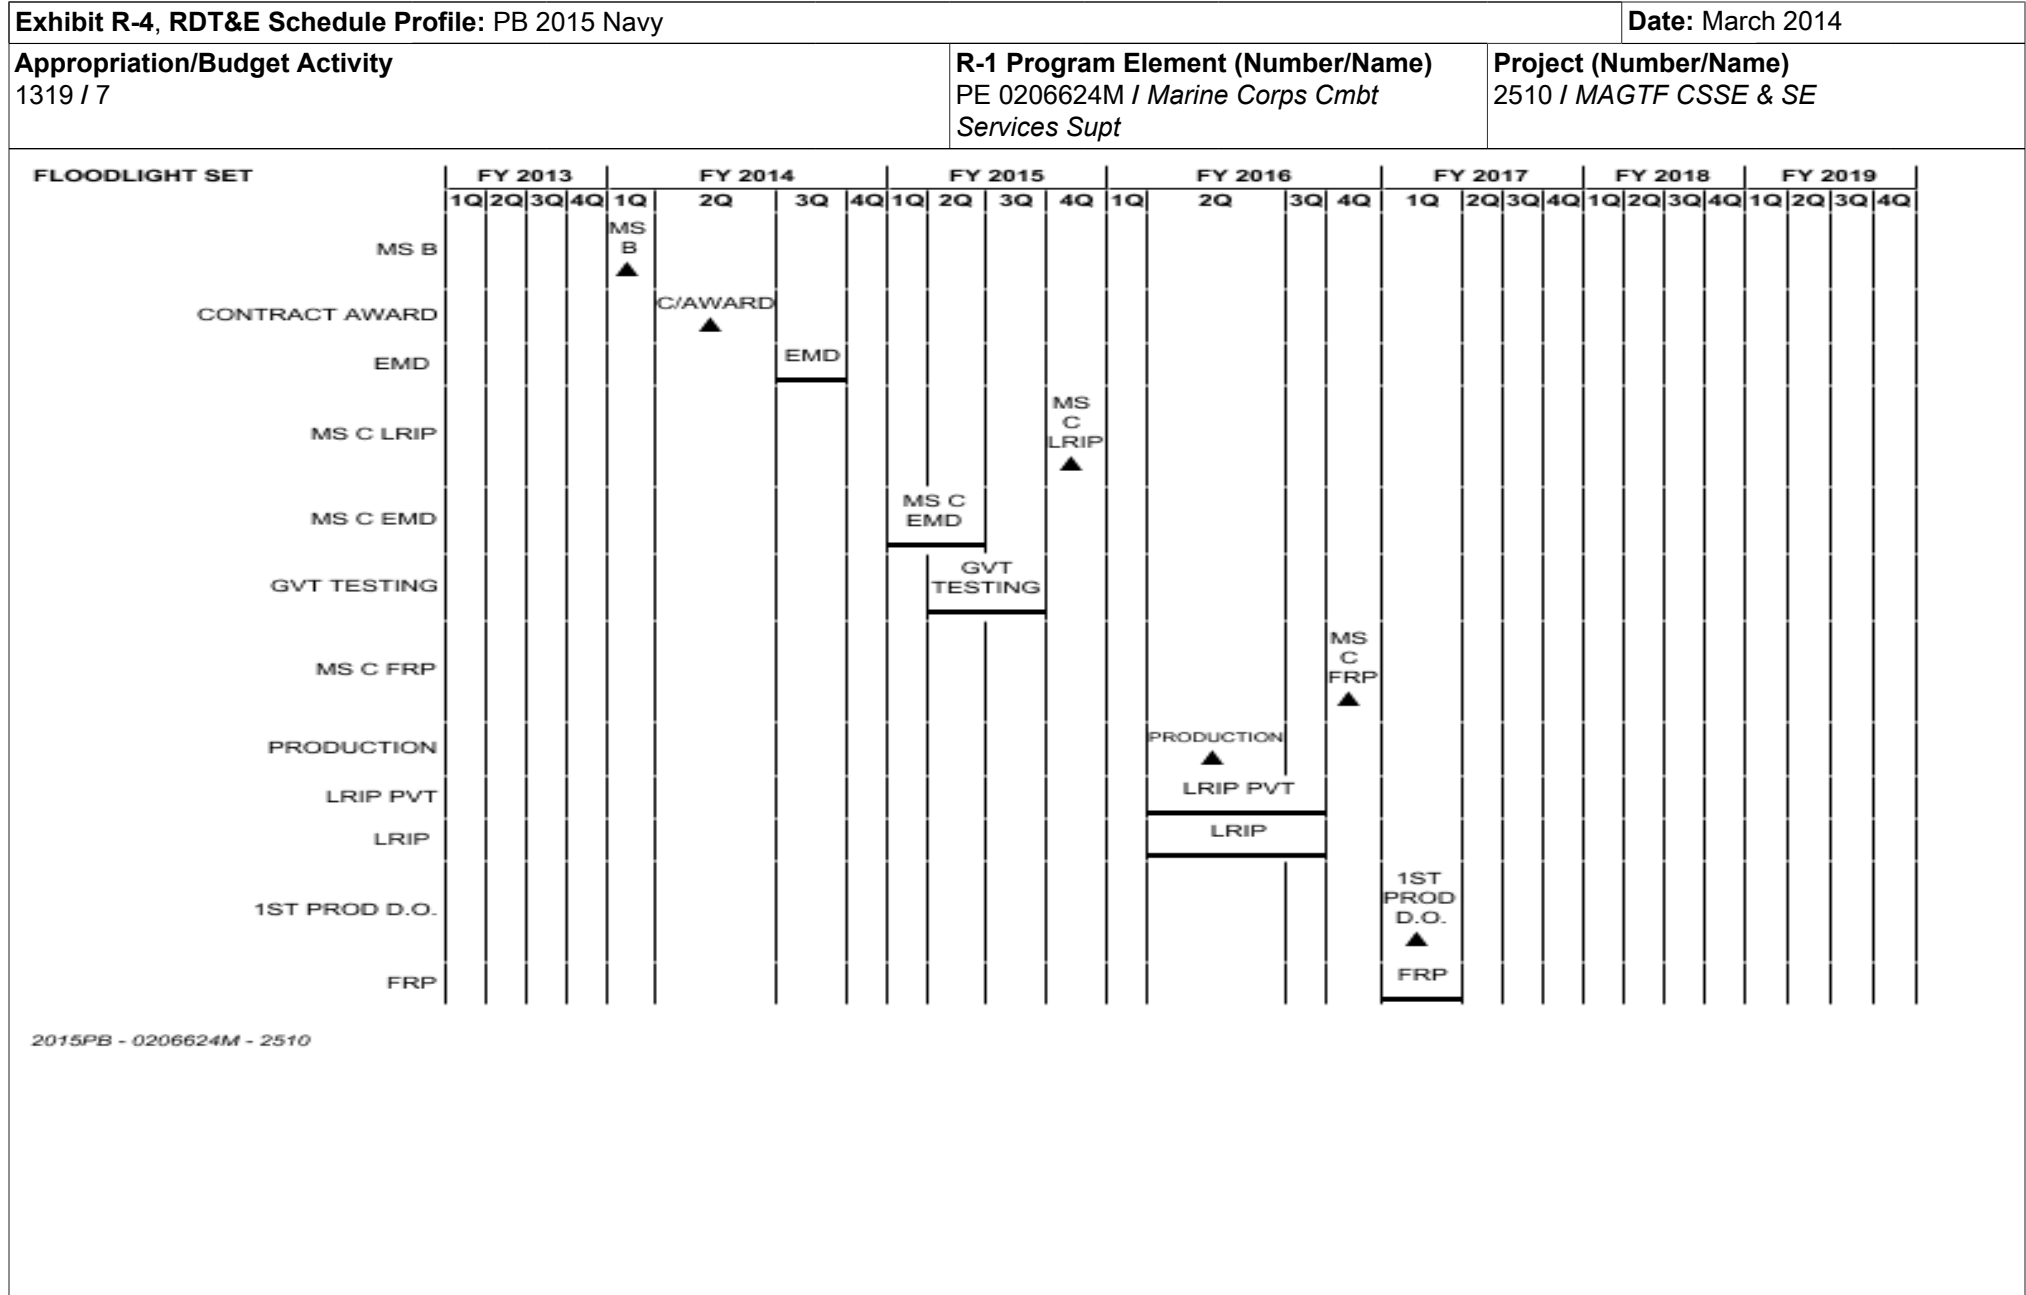 Exhibit R-4, RDT&E Schedule Profile: PB 2015 Navy
Date: March 2014
Appropriation/Budget Activity
1319 / 7
R-1 Program Element (Number/Name)
PE 0206624M / Marine Corps Cmbt
Services Supt
Project (Number/Name)
2510 / MAGTF CSSE & SE
FLOODLIGHT SET FY 2013 FY 2014 FY 2015 FY 2016 FY 2017 FY 2018 FY 2019
1Q 2Q 3Q 4Q 1Q 2Q 3Q 4Q 1Q 2Q 3Q 4Q 1Q 2Q 3Q 4Q 1Q 2Q 3Q 4Q 1Q 2Q 3Q 4Q 1Q 2Q 3Q 4Q
MS B
MS
B
CONTRACT AWARD
C/AWARD
EMD
EMD
MS C LRIP
MS
C
LRIP
MS C EMD
MS C
EMD
GVT TESTING
GVT
TESTING
MS C FRP
MS
C
FRP
PRODUCTION
PRODUCTION
LRIP PVT
LRIP PVT
LRIP
LRIP
1ST PROD D.O.
1ST
PROD
D.O.
FRP
FRP
2015PB - 0206624M - 2510